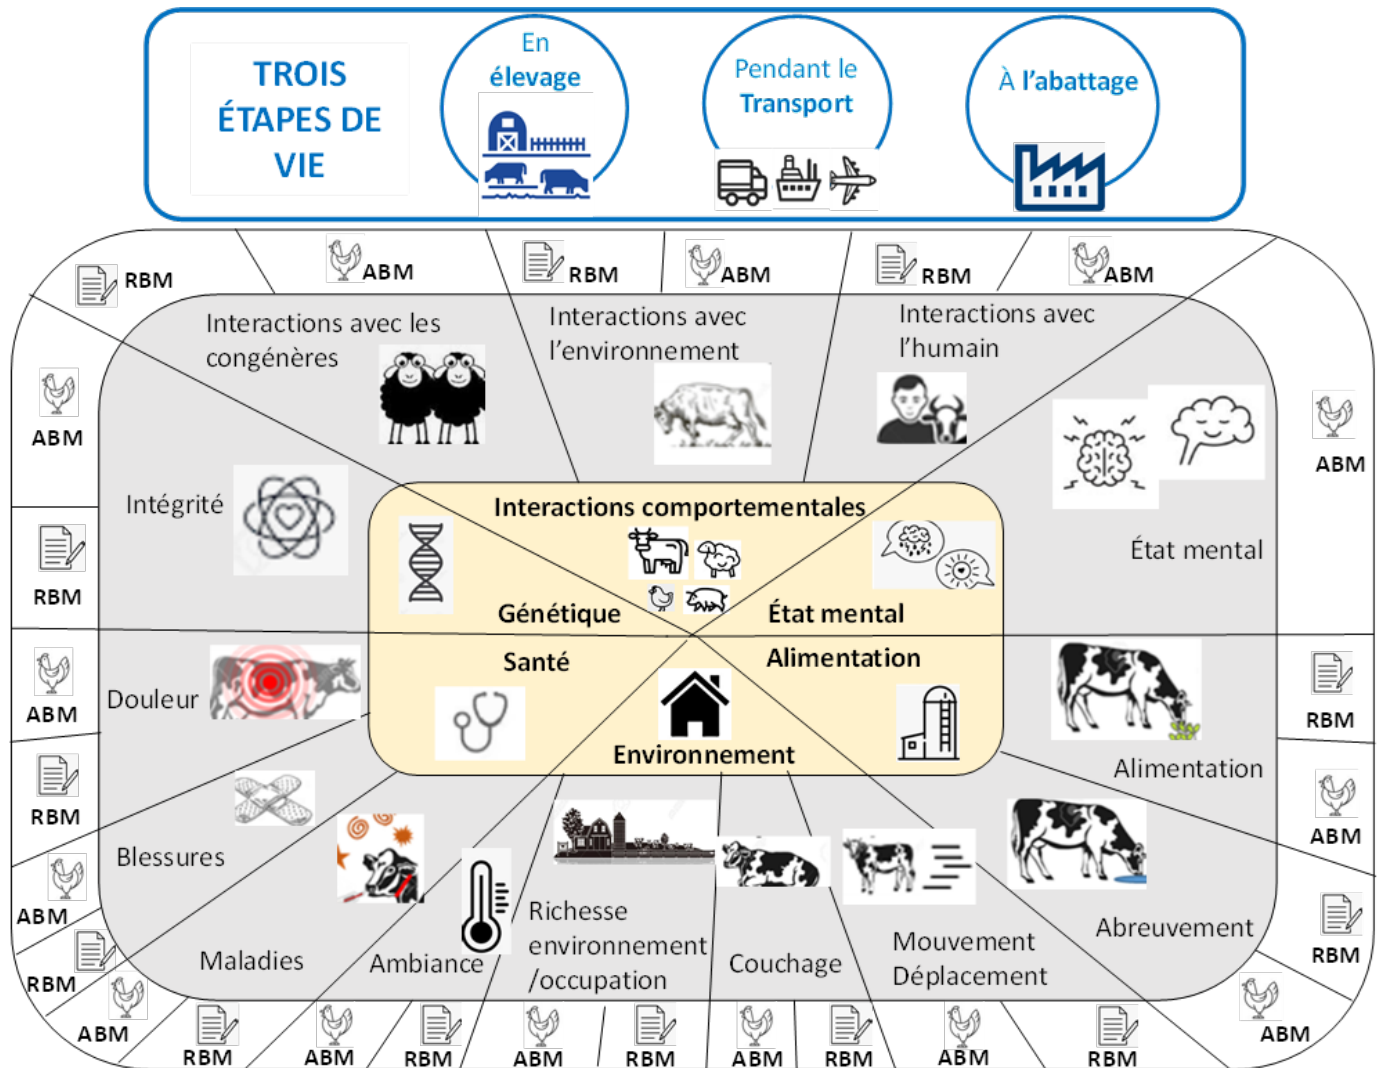 TROIS
ÉTAPES DE
VIE
En
élevage
Pendant le
Transport
À l'abattage
RBM
ABM
RBM
ABM
RBM
ABM
Interactions avec les
congénères
Interactions avec
l'environnement
Interactions avec
l'humain
ABM
ABM
Intégrité
Interactions comportementales
État mental
RBM
Génétique
État mental
Santé
Alimentation
ABM
Douleur
RBM
Environnement
Alimentation
RBM
ABM
Blessures
ABM
Richesse
environnement
/occupation
Abreuvement
Mouvement
Déplacement
Maladies
Ambiance
Couchage
RBM
RBM
ABM
ABM
RBM
ABM
RBM
ABM
RBM
ABM
RBM
ABM
RBM